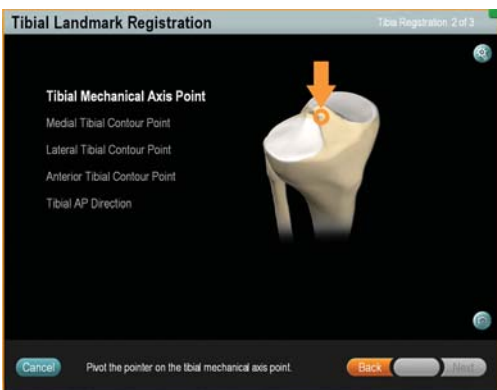 Tibial Landmark Registration
Tibia Registration 2 of 3
Tibial Mechanical Axis Point
Medial Tibial Contour Point
Lateral Tibial Contour Point
Anterior Tibial Contour Point
Tibial AP Direction
Cancel
Pivot the pointer on the tibial mechanical axis point.
Back
Next